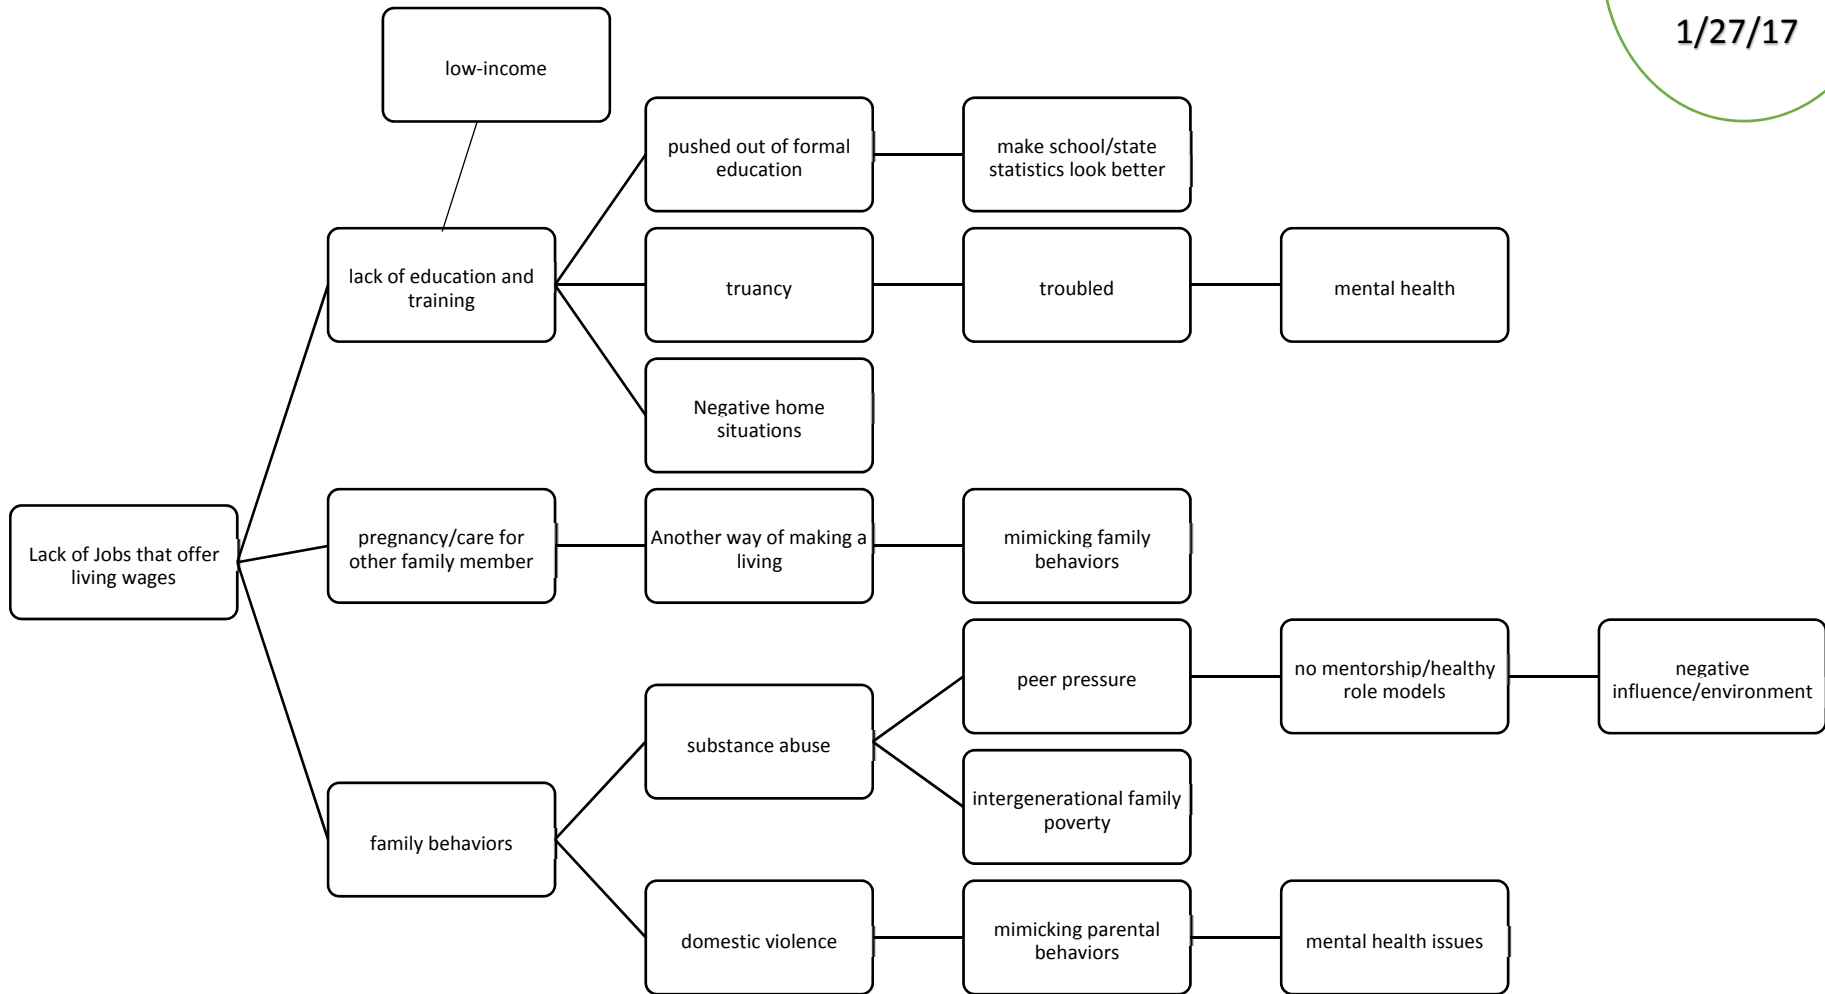 1/27/17
low-income
pushed out of formal
education
make school/state
statistics look better
lack of education and
training
truancy
troubled
mental health
Negative home
situations
Lack of Jobs that offer
living wages
pregnancy/care for
other family member
Another way of making a
living
mimicking family
behaviors
peer pressure
no mentorship/healthy
role models
negative
influence/environment
substance abuse
intergenerational family
poverty
family behaviors
domestic violence
mimicking parental
behaviors
mental health issues